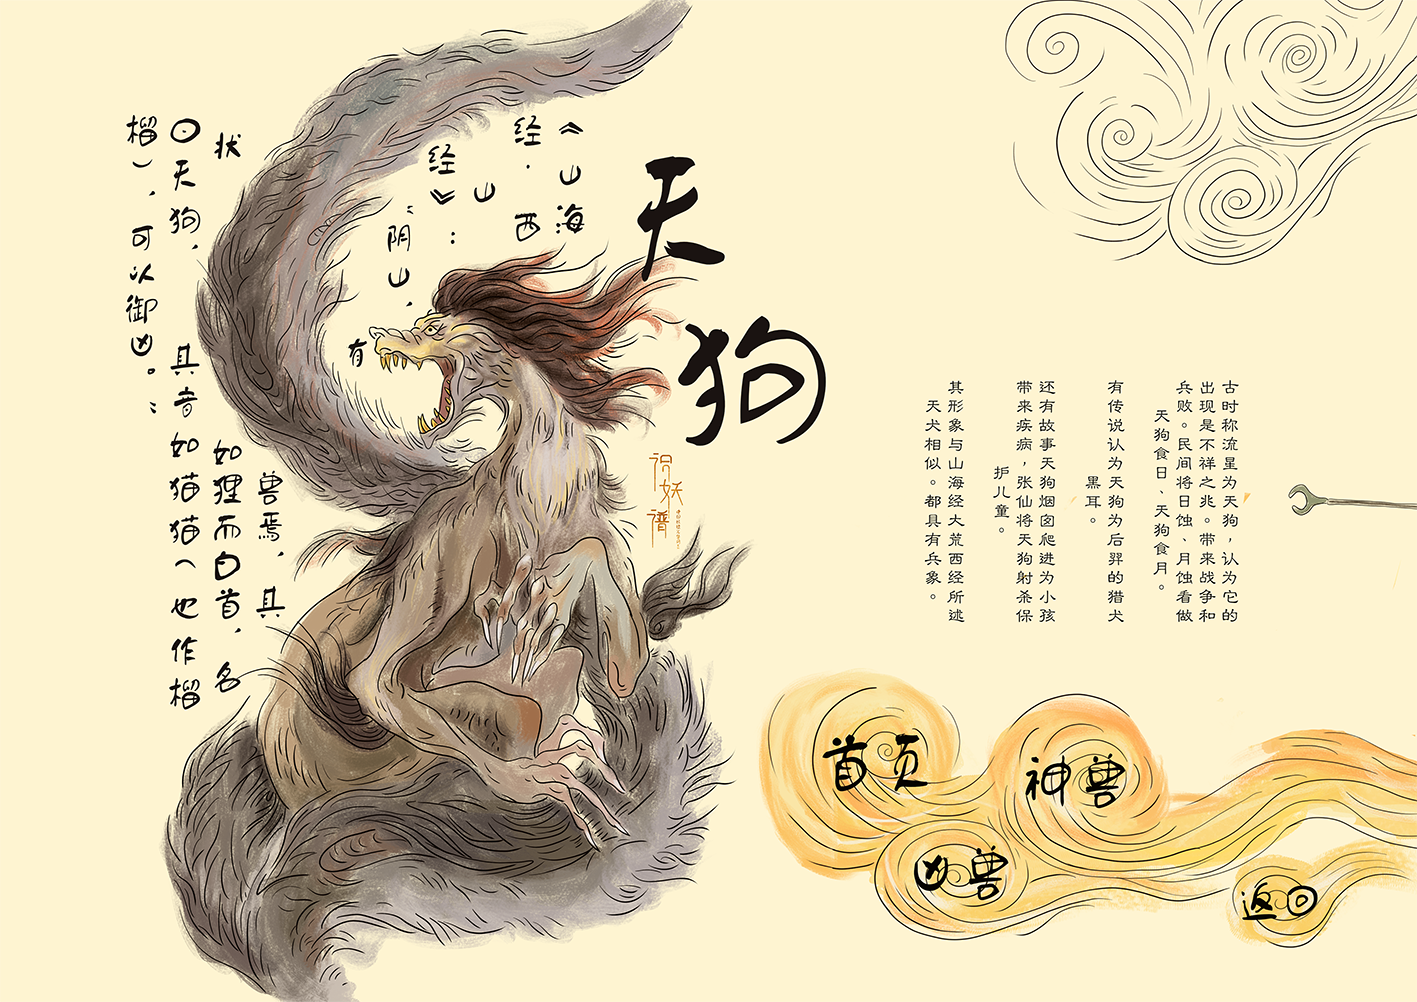 天狗
《山海
经·西
山
经》:
“阴山,
有
兽焉,其
状如狸而白首,名
曰天狗,其音如猫猫(也作榴
榴),可以御凶。”
妖谱
古时称流星为天狗,认为它的
出现是不祥之兆。带来战争和
兵败。民间将日蚀、月蚀看做
天狗食日、天狗食月。
有传说认为天狗为后羿的猎犬
黑耳。
还有故事天狗烟囱爬进为小孩
带来疾病,张仙将天狗射杀保
护儿童。
其形象与山海经大荒西经所述
天犬相似。都具有兵象。
首页
神兽
凶兽
返回